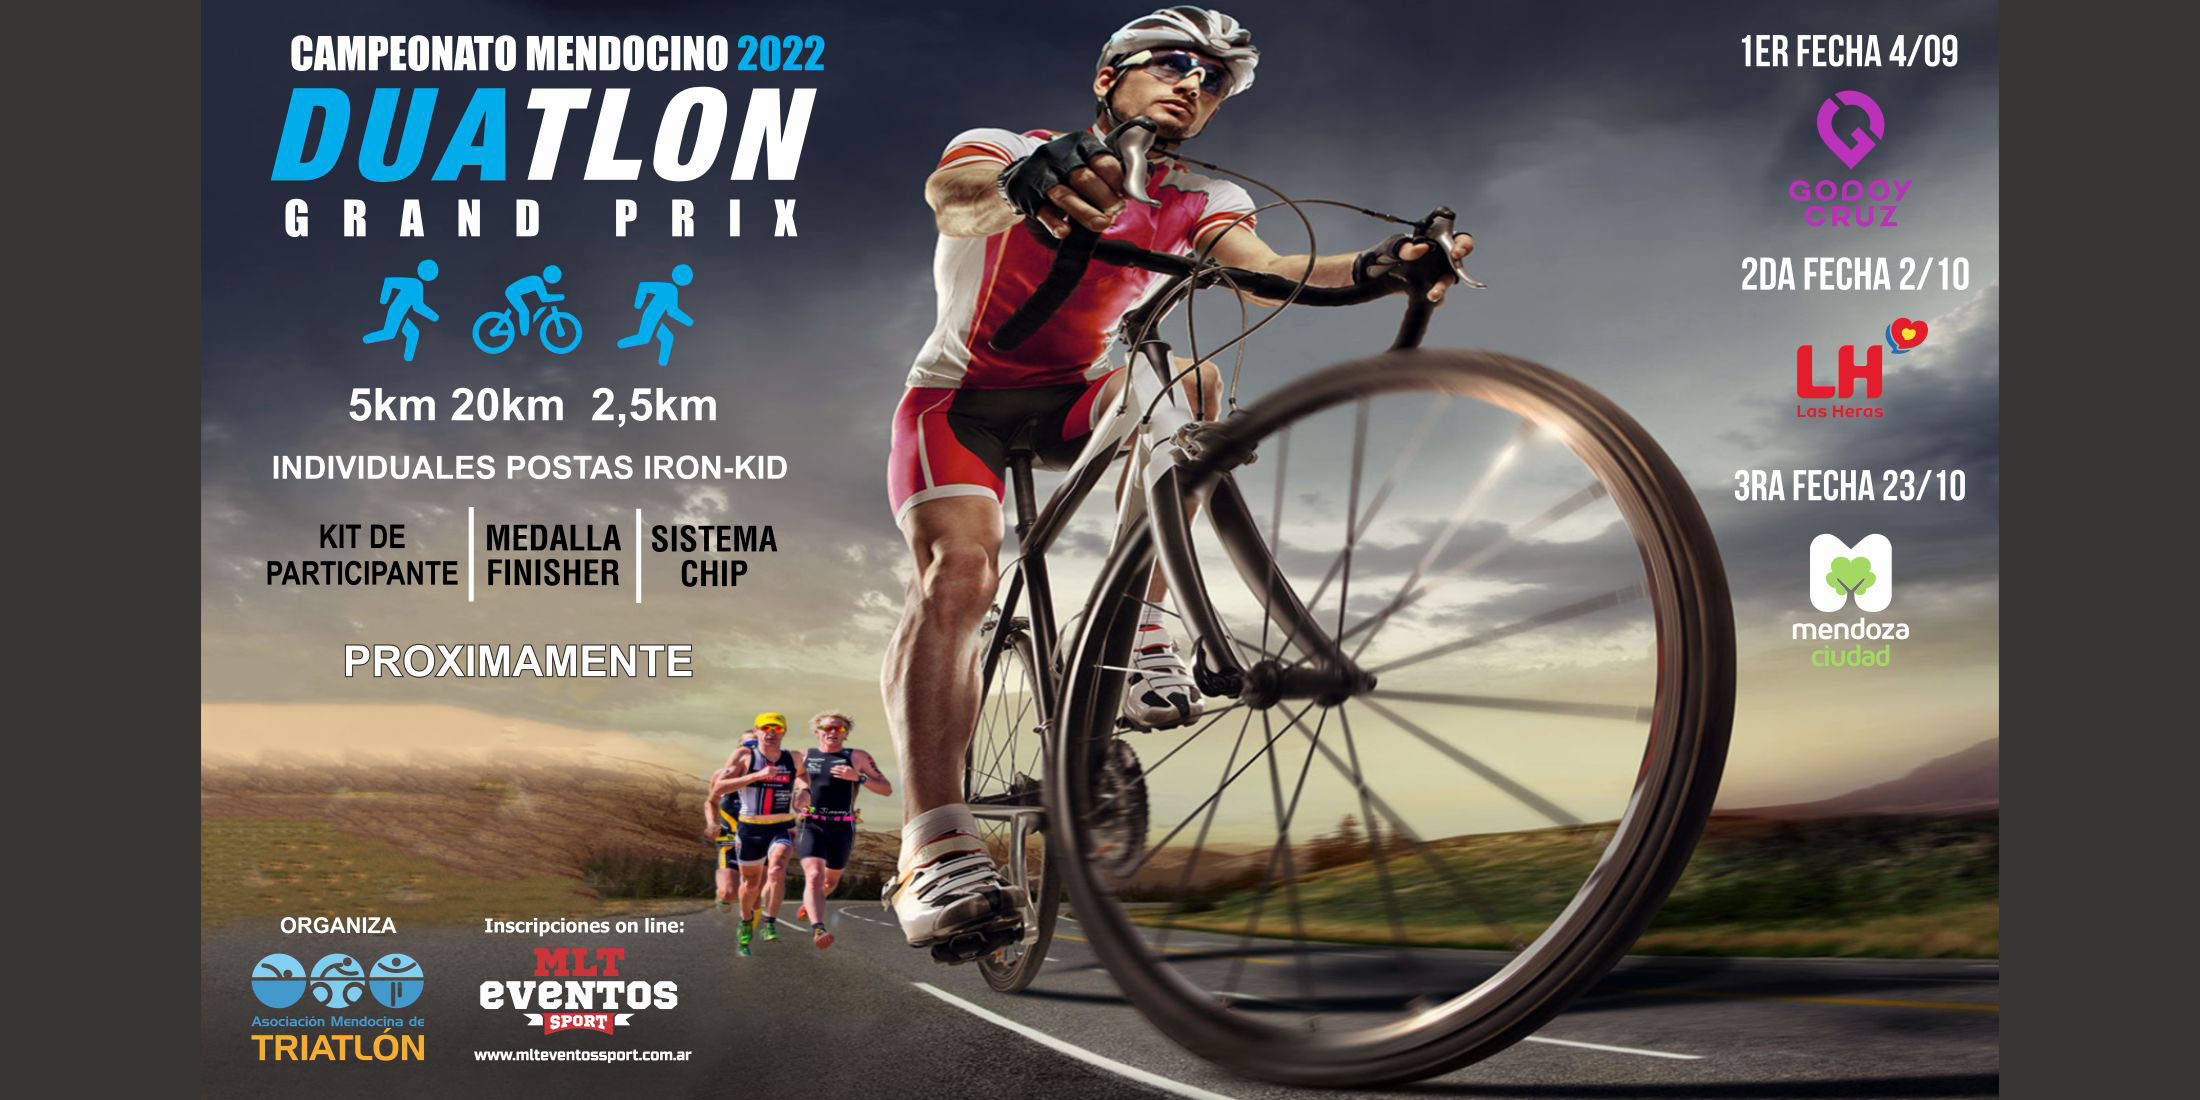 CAMPEONATO MENDOCINO 2022
DUATLON
GRAND PRIX
5km 20km 2,5km
INDIVIDUALES POSTAS IRON-KID
KIT DE
PARTICIPANTE
MEDALLA
FINISHER
SISTEMA
CHIP
PROXIMAMENTE
ORGANIZA
Asociación Mendocina de
TRIATLÓN
Inscripciones on line:
MLT
eventos
SPORT
www.mlteventossport.com.ar
1ER FECHA 4/09
GODOY
CRUZ
2DA FECHA 2/10
LH
Las Heras
3RA FECHA 23/10
mendoza
ciudad